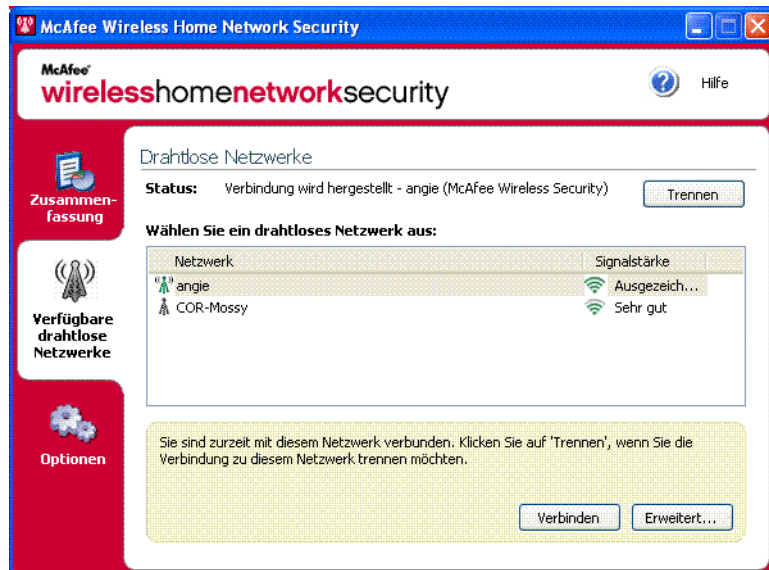 McAfee Wireless Home Network Security
McAfee
wirelesshomenetworksecurity
Hilfe
Zusammen-
fassung
Verfügbare
drahtlose
Netzwerke
Optionen
Drahtlose Netzwerke
Status: Verbindung wird hergestellt - angie (McAfee Wireless Security)
Trennen
Wählen Sie ein drahtloses Netzwerk aus:
Netzwerk Signalstärke
angie Ausgezeich...
COR-Mossy Sehr gut
Sie sind zurzeit mit diesem Netzwerk verbunden. Klicken Sie auf 'Trennen', wenn Sie die
Verbindung zu diesem Netzwerk trennen möchten.
Verbinden Erweitert...